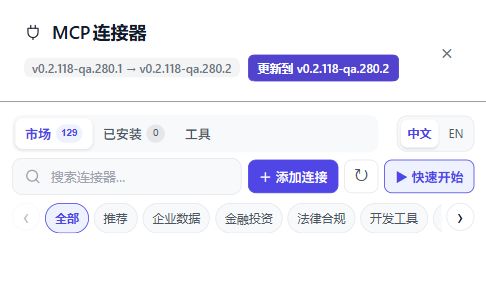 MCP 连接器
v0.2.118-qa.280.1 → v0.2.118-qa.280.2 更新到 v0.2.118-qa.280.2
市场 129 已安装 0 工具 中文 EN
搜索连接器... + 添加连接 ↻ ▶ 快速开始
‹ 全部 推荐 企业数据 金融投资 法律合规 开发工具 ›